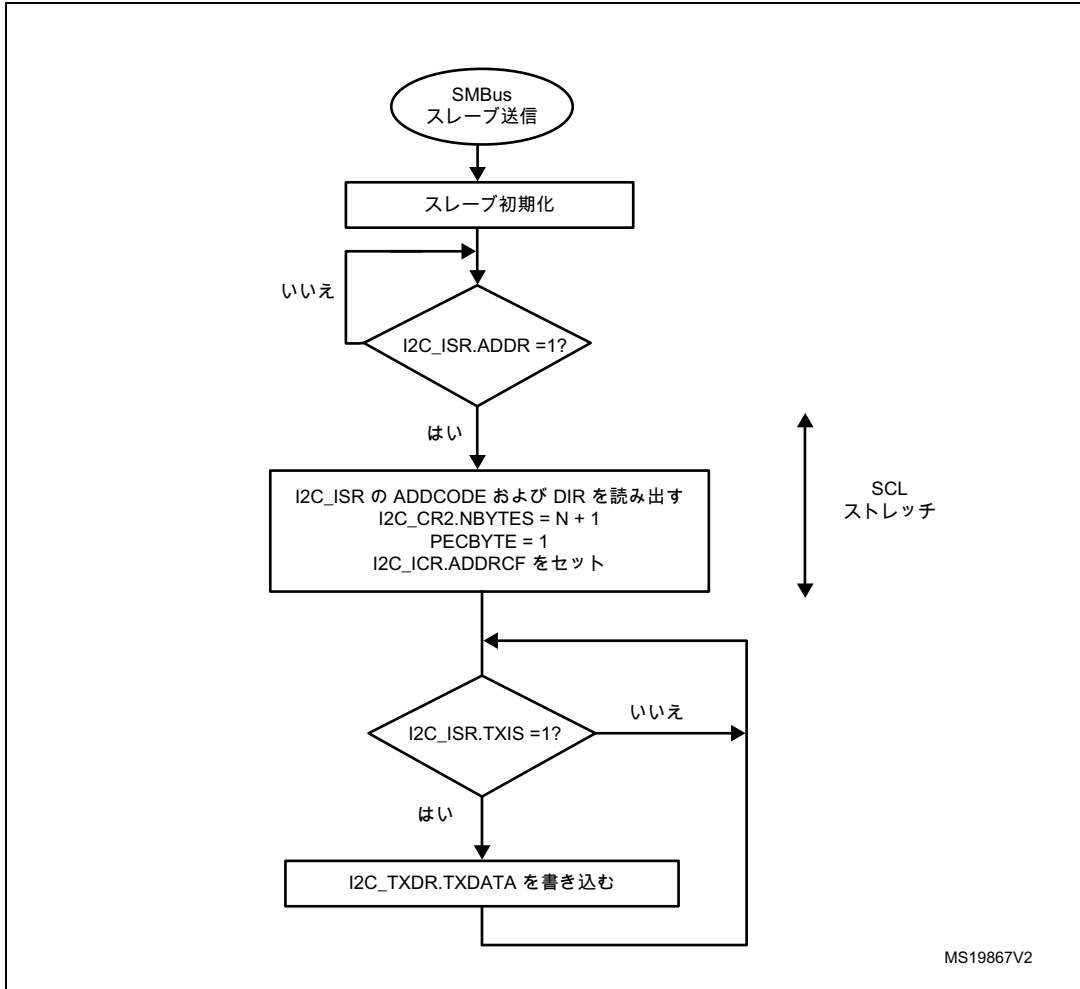 SMBus
スレーブ送信
スレーブ初期化
いいえ
I2C_ISR.ADDR =1?
はい
I2C_ISR の ADDCODE および DIR を読み出す
I2C_CR2.NBYTES = N + 1
PECBYTE = 1
I2C_ICR.ADDRCF をセット
SCL
ストレッチ
I2C_ISR.TXIS =1?
いいえ
はい
I2C_TXDR.TXDATA を書き込む
MS19867V2